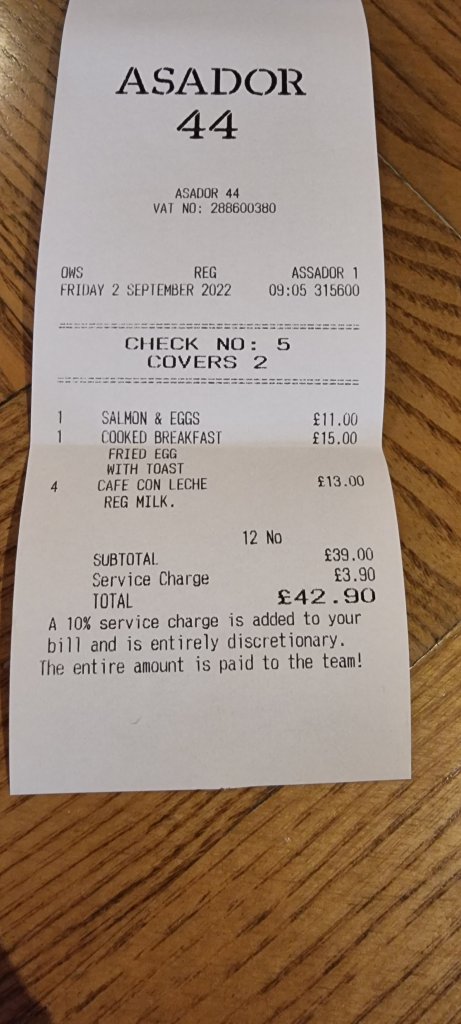 ASADOR
44
ASADOR 44
VAT NO: 288600380
OWS REG ASSADOR 1
FRIDAY 2 SEPTEMBER 2022 09:05 315600
CHECK NO: 5
COVERS 2
1 SALMON & EGGS £11.00
1 COOKED BREAKFAST £15.00
FRIED EGG
WITH TOAST
4 CAFE CON LECHE £13.00
REG MILK.
12 No
SUBTOTAL £39.00
Service Charge £3.90
TOTAL £42.90
A 10% service charge is added to your
bill and is entirely discretionary.
The entire amount is paid to the team!